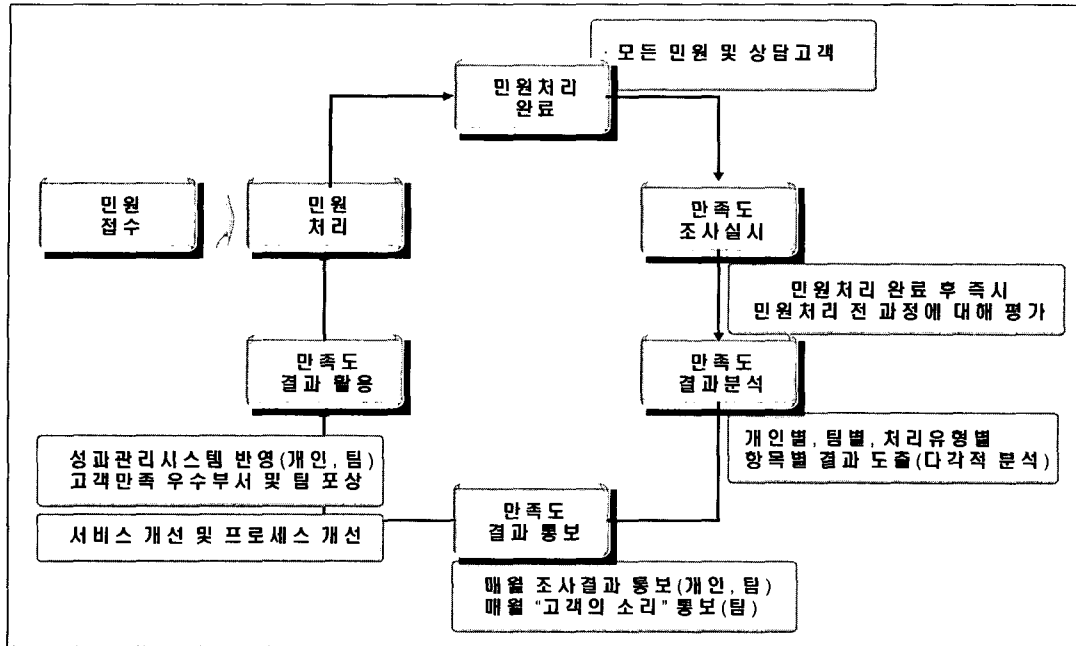 · 모든 민원 및 상담고객
민원처리
완료
민원
접수
민원
처리
만족도
조사실시
민원처리 완료 후 즉시
민원처리 전 과정에 대해 평가
만족도
결과 활용
만족도
결과분석
성과관리시스템 반영(개인, 팀)
고객만족 우수부서 및 팀 포상
개인별, 팀별, 처리유형별
항목별 결과 도출(다각적 분석)
서비스 개선 및 프로세스 개선
만족도
결과 통보
매월 조사결과 통보(개인, 팀)
매월 "고객의 소리" 통보(팀)